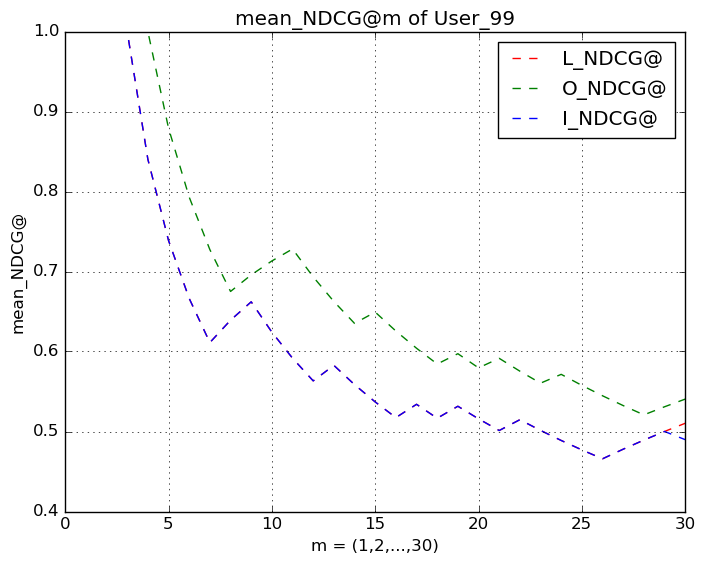 mean_NDCG@m of User_99
L_NDCG@
O_NDCG@
I_NDCG@
mean_NDCG@
1.0
0.9
0.8
0.7
0.6
0.5
0.4
0 5 10 15 20 25 30
m = (1,2,...,30)